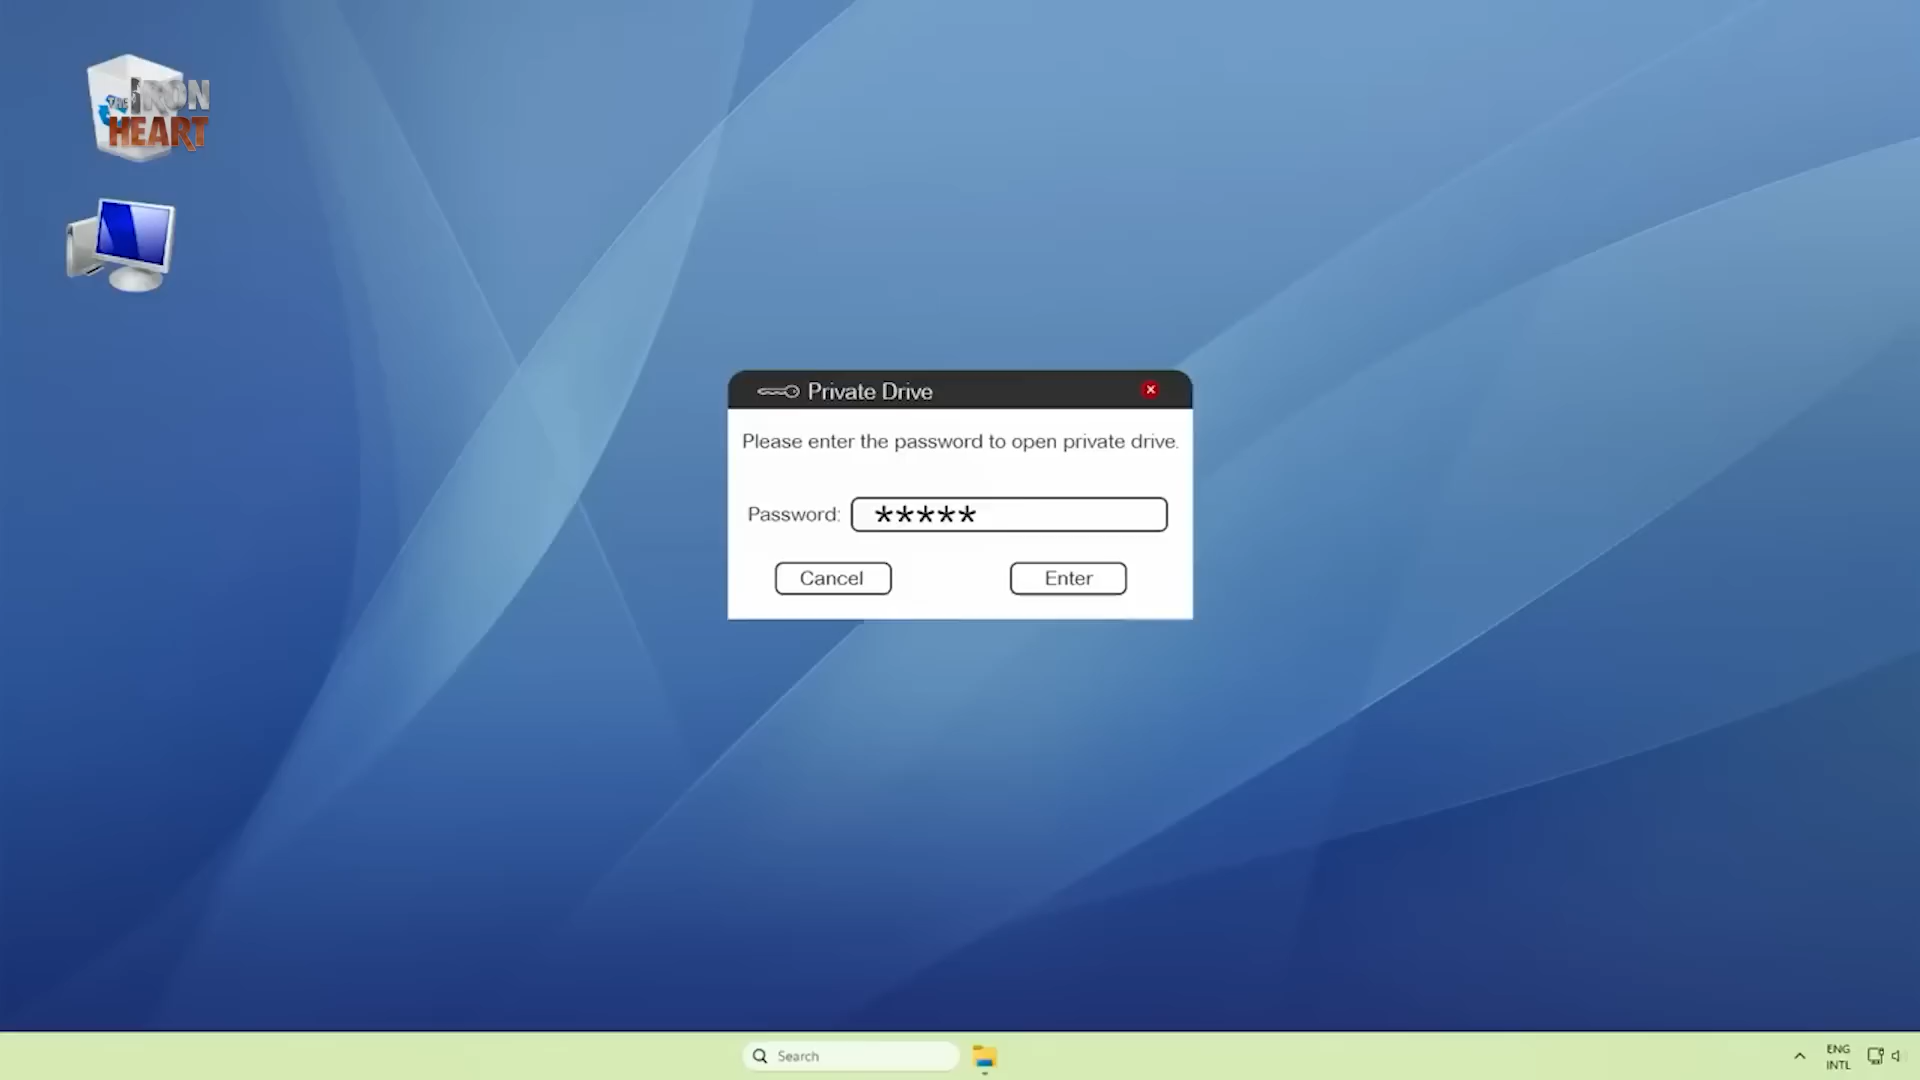 THE IRON
HEART
Private Drive
Please enter the password to open private drive.
Password: *****
Cancel Enter
Search
ENG
INTL